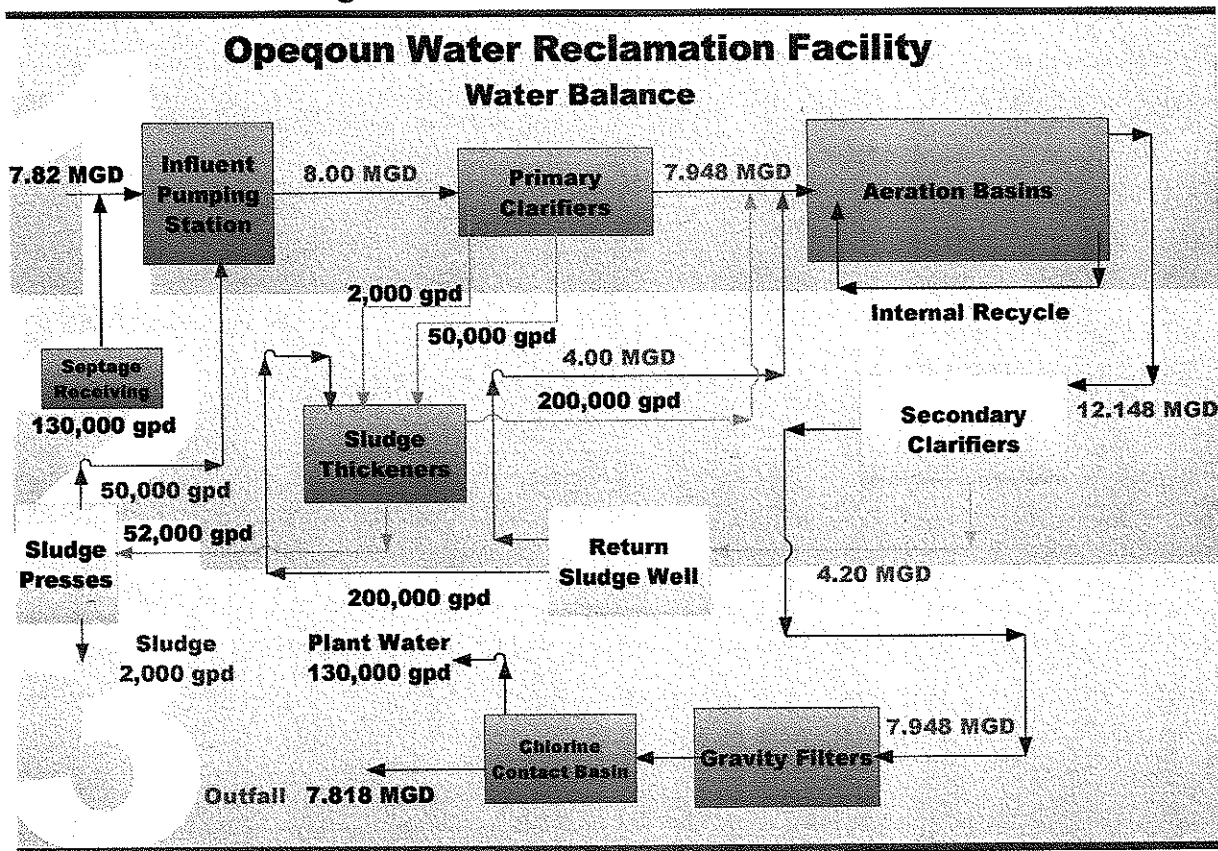 Opeqoun Water Reclamation Facility
Water Balance
7.82 MGD
Influent
Pumping
Station
8.00 MGD
Primary
Clarifiers
7.948 MGD
Aeration Basins
Internal Recycle
2,000 gpd
50,000 gpd
4.00 MGD
200,000 gpd
Septage
Receiving
130,000 gpd
Sludge
Thickeners
Secondary
Clarifiers
12.148 MGD
50,000 gpd
52,000 gpd
Sludge
Presses
Return
Sludge Well
4.20 MGD
200,000 gpd
Sludge
2,000 gpd
Plant Water
130,000 gpd
7.948 MGD
Chlorine
Contact Basin
Gravity Filters
Outfall 7.818 MGD